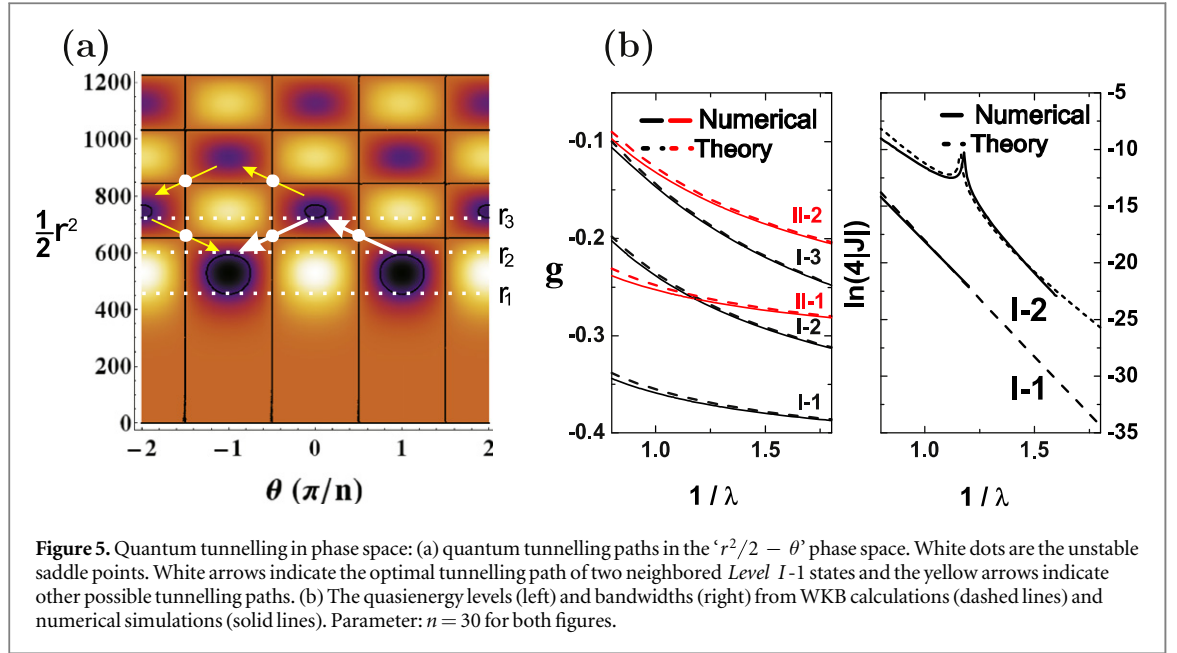 (a)
(b)
1200
1000
800
600
400
200
0
½r²
r₃
r₂
r₁
−2
−1
0
1
2
θ (π/n)
Numerical
Theory
-0.1
-0.2
-0.3
-0.4
g
II-2
I-3
II-1
I-2
I-1
1.0
1.5
1 / λ
Numerical
Theory
ln(4|J|)
-5
-10
-15
-20
-25
-30
-35
I-2
I-1
1.0
1.5
1 / λ
Figure 5. Quantum tunnelling in phase space: (a) quantum tunnelling paths in the ‘r²/2 − θ’ phase space. White dots are the unstable
saddle points. White arrows indicate the optimal tunnelling path of two neighbored Level I-1 states and the yellow arrows indicate
other possible tunnelling paths. (b) The quasienergy levels (left) and bandwidths (right) from WKB calculations (dashed lines) and
numerical simulations (solid lines). Parameter: n = 30 for both figures.